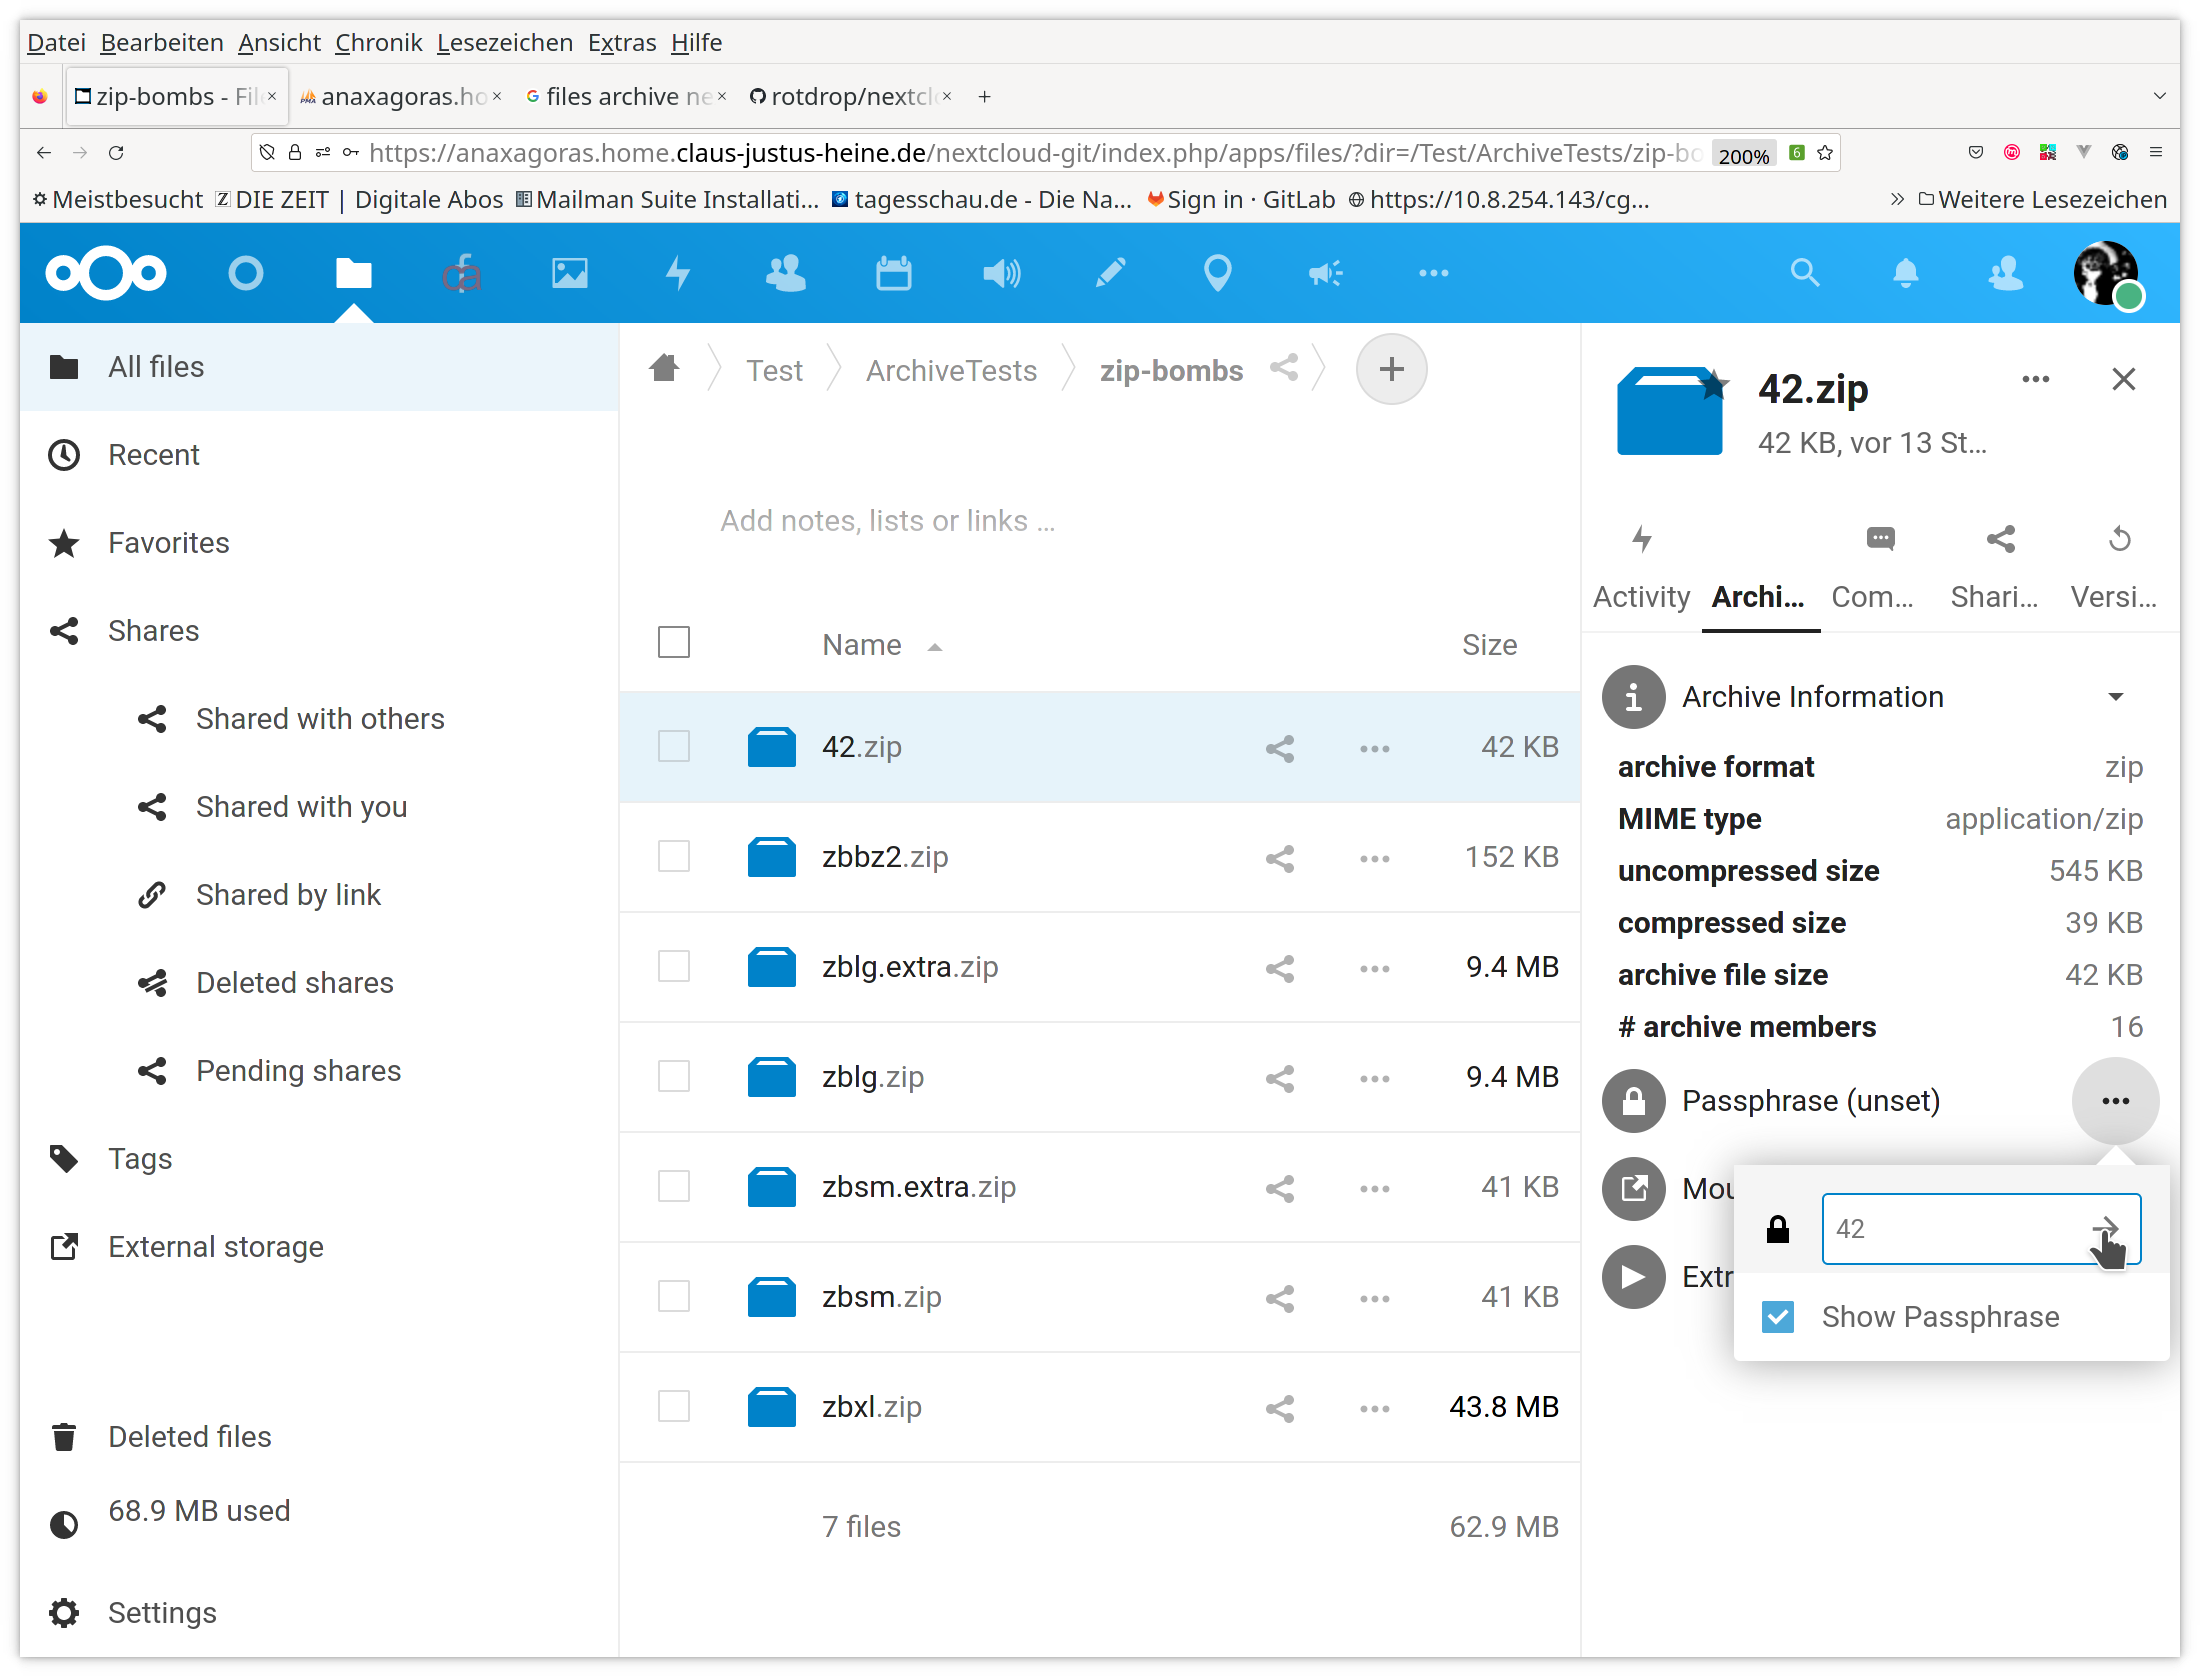 Datei Bearbeiten Ansicht Chronik Lesezeichen Extras Hilfe
zip-bombs - File anaxagoras.ho files archive ne rotdrop/nextcl
https://anaxagoras.home.claus-justus-heine.de/nextcloud-git/index.php/apps/files/?dir=/Test/ArchiveTests/zip-bo 200% 6
Meistbesucht DIE ZEIT | Digitale Abos Mailman Suite Installati... tagesschau.de - Die Na... Sign in · GitLab https://10.8.254.143/cg... Weitere Lesezeichen
All files
Recent
Favorites
Shares
Shared with others
Shared with you
Shared by link
Deleted shares
Pending shares
Tags
External storage
Deleted files
68.9 MB used
Settings
Test ArchiveTests zip-bombs
Add notes, lists or links ...
Name Size
42.zip 42 KB
zbbz2.zip 152 KB
zblg.extra.zip 9.4 MB
zblg.zip 9.4 MB
zbsm.extra.zip 41 KB
zbsm.zip 41 KB
zbxl.zip 43.8 MB
7 files 62.9 MB
42.zip
42 KB, vor 13 St...
Activity Archi... Com... Shari... Versi...
Archive Information
archive format zip
MIME type application/zip
uncompressed size 545 KB
compressed size 39 KB
archive file size 42 KB
# archive members 16
Passphrase (unset)
Mou
42
Extr
Show Passphrase